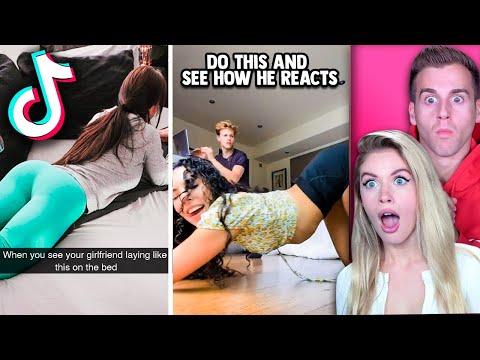 When you see your girlfriend laying like
this on the bed
DO THIS AND
SEE HOW HE REACTS